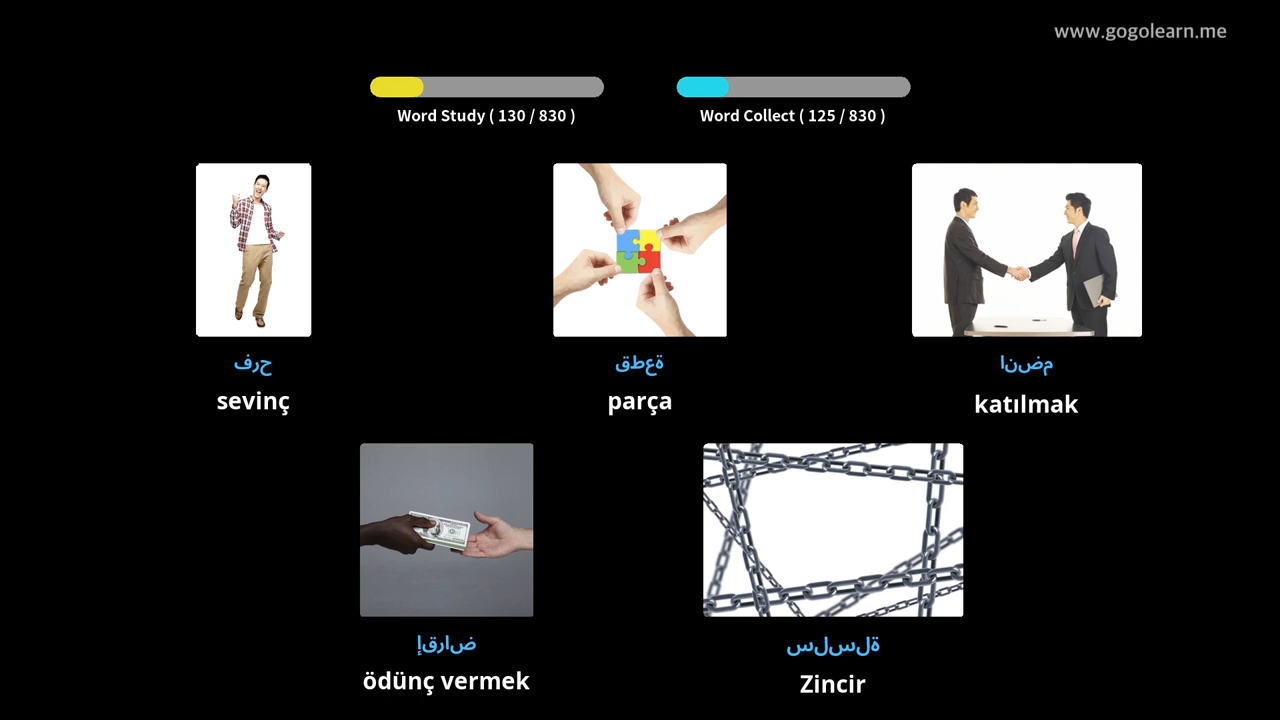 www.gogolearn.me
Word Study ( 130 / 830 )
Word Collect ( 125 / 830 )
فرح
قطعة
انضم
sevinç
parça
katılmak
إقراض
سلسلة
ödünç vermek
Zincir